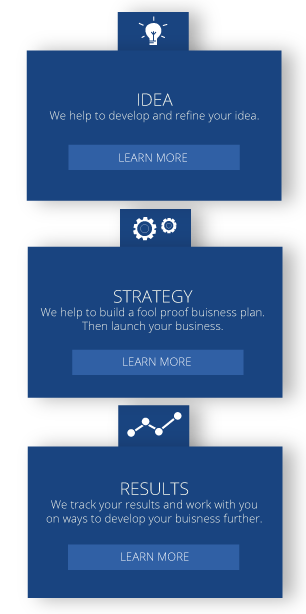 IDEA
We help to develop and refine your idea.
LEARN MORE
STRATEGY
We help to build a fool proof buisness plan.
Then launch your business.
LEARN MORE
RESULTS
We track your results and work with you
on ways to develop your buisness further.
LEARN MORE